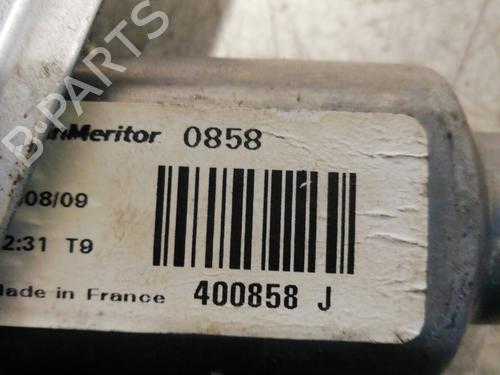 B-PARTS
Meritor 0858
08/09
2:31 T9
Made in France 400858 J